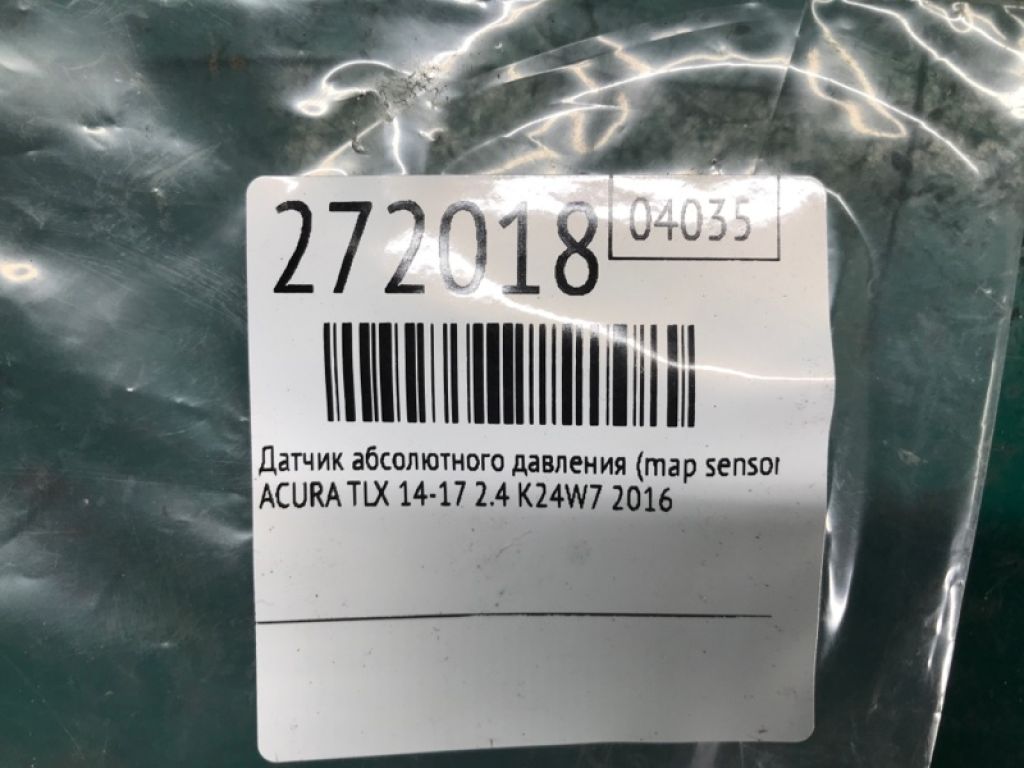 272018 04035
Датчик абсолютного давления (map sensor
ACURA TLX 14-17 2.4 K24W7 2016